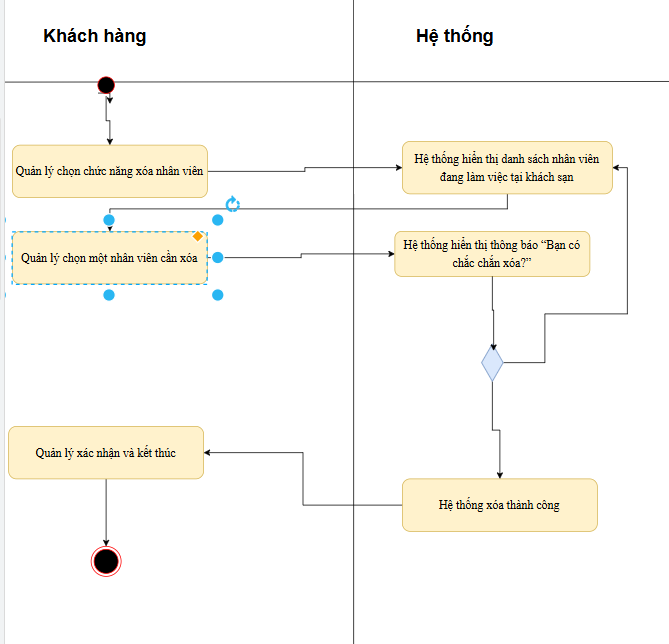 Khách hàng
Hệ thống
Quản lý chọn chức năng xóa nhân viên
Hệ thống hiển thị danh sách nhân viên
đang làm việc tại khách sạn
Quản lý chọn một nhân viên cần xóa
Hệ thống hiển thị thông báo “Bạn có
chắc chắn xóa?”
Quản lý xác nhận và kết thúc
Hệ thống xóa thành công